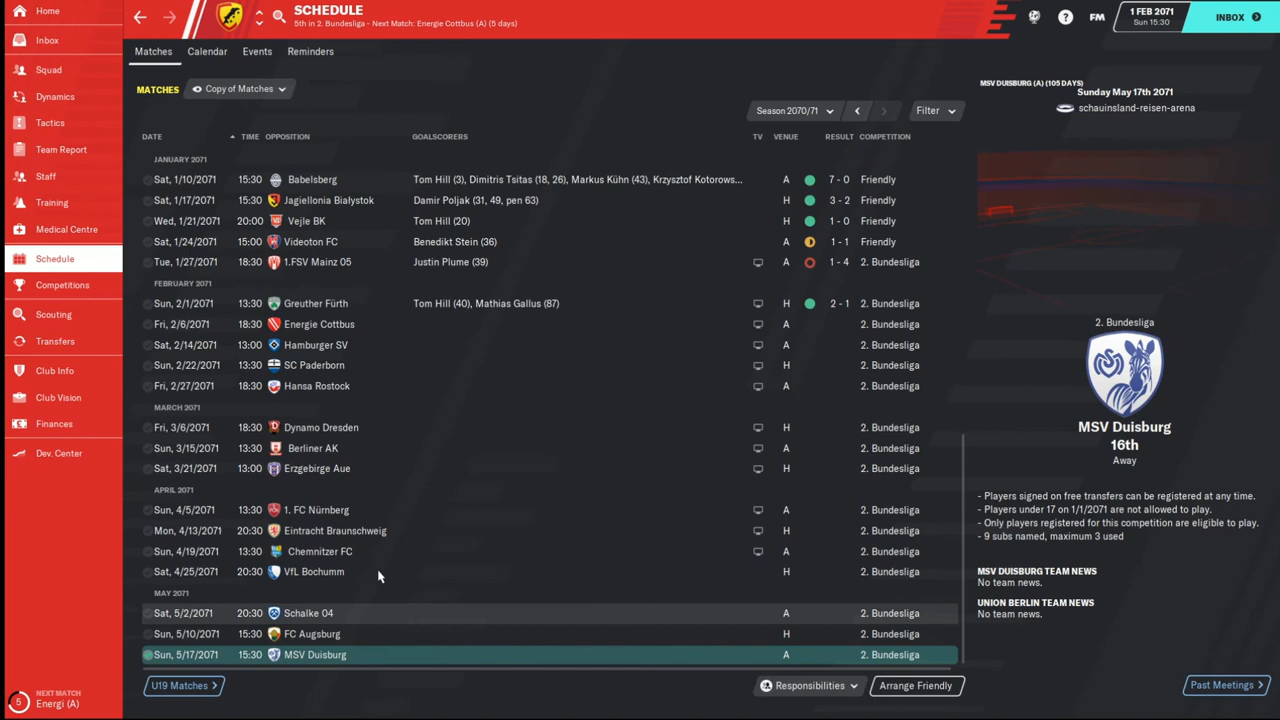 Home
Inbox
Squad
Dynamics
Tactics
Team Report
Staff
Training
Medical Centre
Schedule
Competitions
Scouting
Transfers
Club Info
Club Vision
Finances
Dev. Center
5 NEXT MATCH
Energi (A)
SCHEDULE
5th in 2. Bundesliga - Next Match: Energie Cottbus (A) (5 days)
? FM 1 FEB 2071 INBOX
Sun 15:30
Matches Calendar Events Reminders
MATCHES Copy of Matches
Season 2070/71 Filter
DATE TIME OPPOSITION GOALSCORERS TV VENUE RESULT COMPETITION
JANUARY 2071
Sat, 1/10/2071 15:30 Babelsberg Tom Hill (3), Dimitris Tsitas (18, 26), Markus Kühn (43), Krzysztof Kotorows... A 7 - 0 Friendly
Sat, 1/17/2071 15:30 Jagiellonia Bialystok Damir Poljak (31, 49, pen 63) H 3 - 2 Friendly
Wed, 1/21/2071 20:00 Vejle BK Tom Hill (20) H 1 - 0 Friendly
Sat, 1/24/2071 15:00 Videoton FC Benedikt Stein (36) A 1 - 1 Friendly
Tue, 1/27/2071 18:30 1.FSV Mainz 05 Justin Plume (39) A 1 - 4 2. Bundesliga
FEBRUARY 2071
Sun, 2/1/2071 13:30 Greuther Fürth Tom Hill (40), Mathias Gallus (87) H 2 - 1 2. Bundesliga
Fri, 2/6/2071 18:30 Energie Cottbus A 2. Bundesliga
Sat, 2/14/2071 13:00 Hamburger SV A 2. Bundesliga
Sun, 2/22/2071 13:30 SC Paderborn H 2. Bundesliga
Fri, 2/27/2071 18:30 Hansa Rostock A 2. Bundesliga
MARCH 2071
Fri, 3/6/2071 18:30 Dynamo Dresden H 2. Bundesliga
Sun, 3/15/2071 13:30 Berliner AK A 2. Bundesliga
Sat, 3/21/2071 13:00 Erzgebirge Aue H 2. Bundesliga
APRIL 2071
Sun, 4/5/2071 13:30 1. FC Nürnberg A 2. Bundesliga
Mon, 4/13/2071 20:30 Eintracht Braunschweig H 2. Bundesliga
Sun, 4/19/2071 13:30 Chemnitzer FC A 2. Bundesliga
Sat, 4/25/2071 20:30 VfL Bochumm H 2. Bundesliga
MAY 2071
Sat, 5/2/2071 20:30 Schalke 04 A 2. Bundesliga
Sun, 5/10/2071 15:30 FC Augsburg H 2. Bundesliga
Sun, 5/17/2071 15:30 MSV Duisburg A 2. Bundesliga
U19 Matches Responsibilities Arrange Friendly Past Meetings
MSV DUISBURG (A) (105 DAYS)
Sunday May 17th 2071
schauinsland-reisen-arena
2. Bundesliga
MSV Duisburg
16th
Away
- Players signed on free transfers can be registered at any time.
- Players under 17 on 1/1/2071 are not allowed to play.
- Only players registered for this competition are eligible to play.
- 9 subs named, maximum 3 used
MSV DUISBURG TEAM NEWS
No team news.
UNION BERLIN TEAM NEWS
No team news.